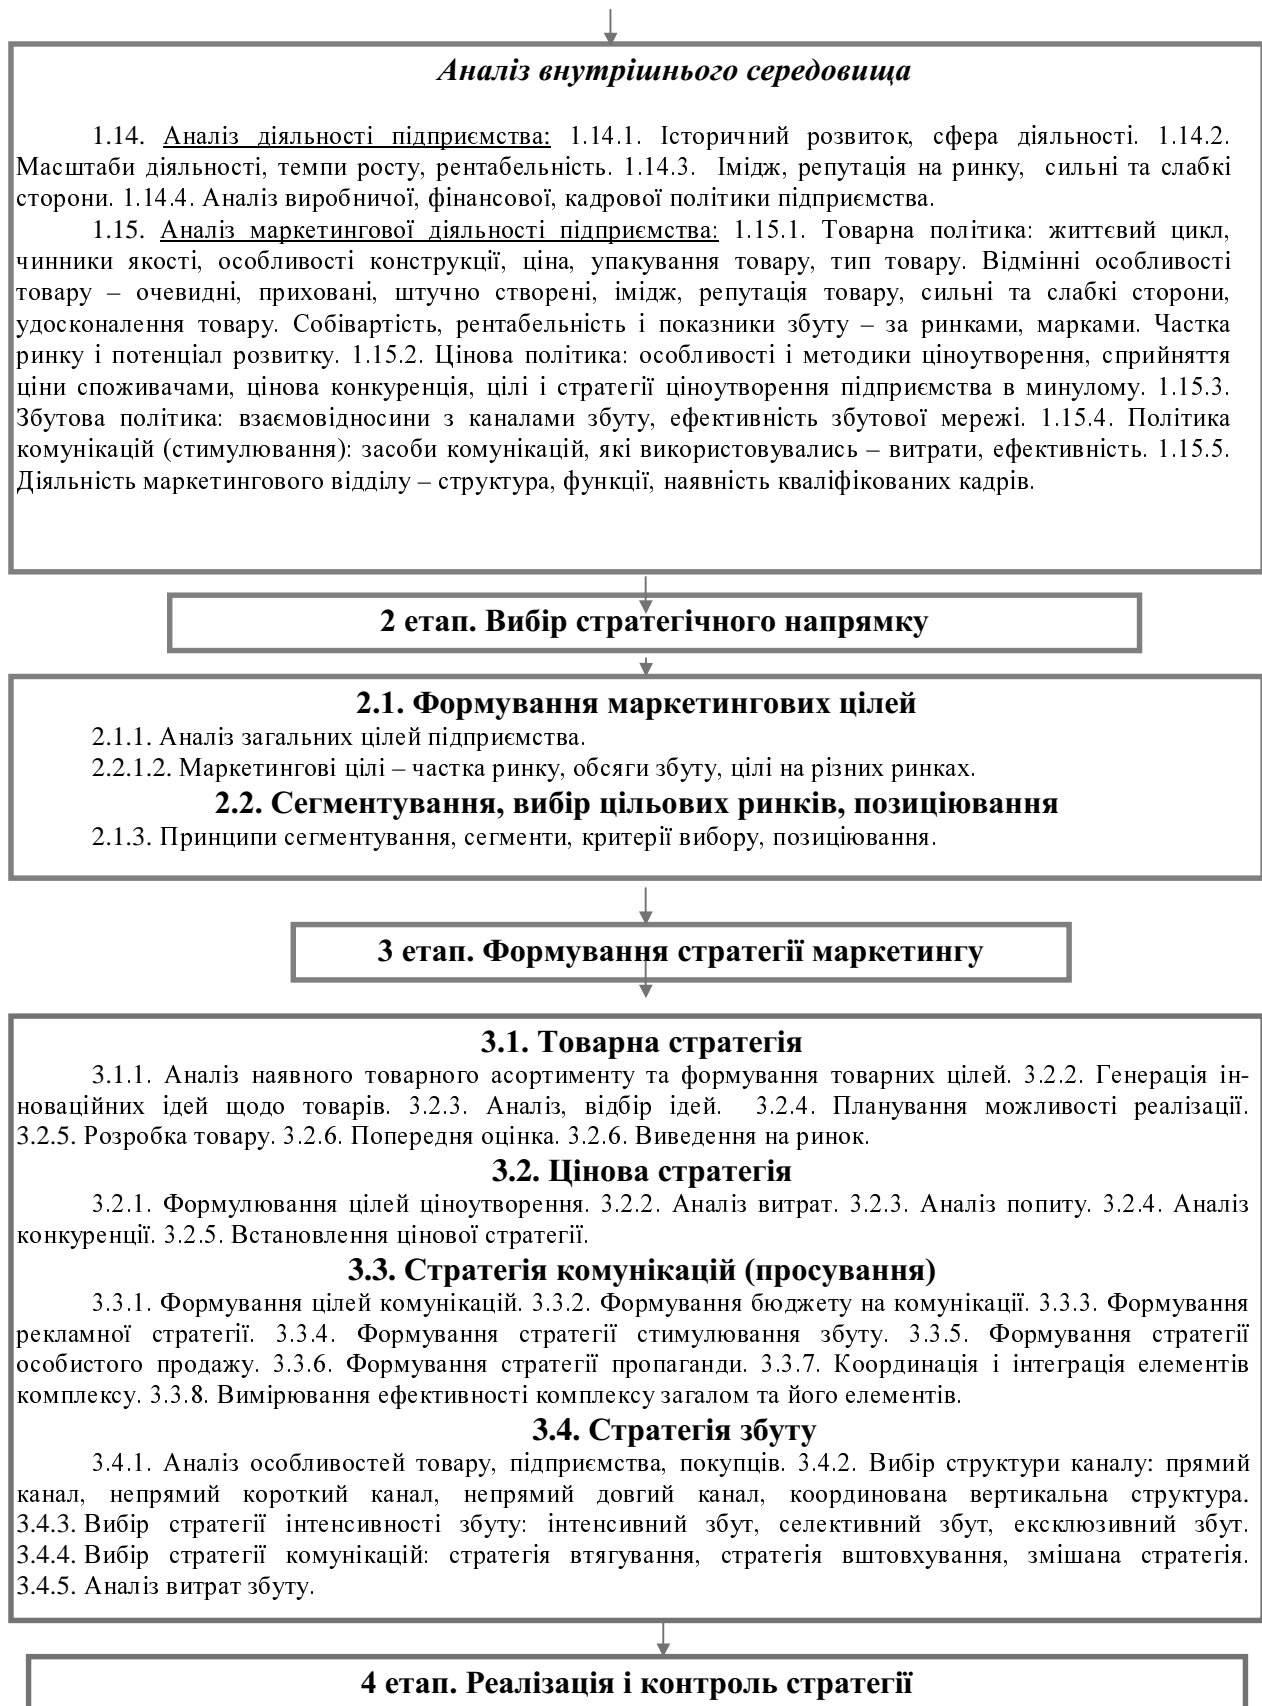 Аналіз внутрішнього середовища
1.14. Аналіз діяльності підприємства: 1.14.1. Історичний розвиток, сфера діяльності. 1.14.2.
Масштаби діяльності, темпи росту, рентабельність. 1.14.3. Імідж, репутація на ринку, сильні та слабкі
сторони. 1.14.4. Аналіз виробничої, фінансової, кадрової політики підприємства.
1.15. Аналіз маркетингової діяльності підприємства: 1.15.1. Товарна політика: життєвий цикл,
чинники якості, особливості конструкції, ціна, упакування товару, тип товару. Відмінні особливості
товару – очевидні, приховані, штучно створені, імідж, репутація товару, сильні та слабкі сторони,
удосконалення товару. Собівартість, рентабельність і показники збуту – за ринками, марками. Частка
ринку і потенціал розвитку. 1.15.2. Цінова політика: особливості і методики ціноутворення, сприйняття
ціни споживачами, цінова конкуренція, цілі і стратегії ціноутворення підприємства в минулому. 1.15.3.
Збутова політика: взаємовідносини з каналами збуту, ефективність збутової мережі. 1.15.4. Політика
комунікацій (стимулювання): засоби комунікацій, які використовувались – витрати, ефективність. 1.15.5.
Діяльність маркетингового відділу – структура, функції, наявність кваліфікованих кадрів.
2 етап. Вибір стратегічного напрямку
2.1. Формування маркетингових цілей
2.1.1. Аналіз загальних цілей підприємства.
2.2.1.2. Маркетингові цілі – частка ринку, обсяги збуту, цілі на різних ринках.
2.2. Сегментування, вибір цільових ринків, позиціювання
2.1.3. Принципи сегментування, сегменти, критерії вибору, позиціювання.
3 етап. Формування стратегії маркетингу
3.1. Товарна стратегія
3.1.1. Аналіз наявного товарного асортименту та формування товарних цілей. 3.2.2. Генерація ін-
новаційних ідей щодо товарів. 3.2.3. Аналіз, відбір ідей. 3.2.4. Планування можливості реалізації.
3.2.5. Розробка товару. 3.2.6. Попередня оцінка. 3.2.6. Виведення на ринок.
3.2. Цінова стратегія
3.2.1. Формулювання цілей ціноутворення. 3.2.2. Аналіз витрат. 3.2.3. Аналіз попиту. 3.2.4. Аналіз
конкуренції. 3.2.5. Встановлення цінової стратегії.
3.3. Стратегія комунікацій (просування)
3.3.1. Формування цілей комунікацій. 3.3.2. Формування бюджету на комунікації. 3.3.3. Формування
рекламної стратегії. 3.3.4. Формування стратегії стимулювання збуту. 3.3.5. Формування стратегії
особистого продажу. 3.3.6. Формування стратегії пропаганди. 3.3.7. Координація і інтеграція елементів
комплексу. 3.3.8. Вимірювання ефективності комплексу загалом та його елементів.
3.4. Стратегія збуту
3.4.1. Аналіз особливостей товару, підприємства, покупців. 3.4.2. Вибір структури каналу: прямий
канал, непрямий короткий канал, непрямий довгий канал, координована вертикальна структура.
3.4.3. Вибір стратегії інтенсивності збуту: інтенсивний збут, селективний збут, ексклюзивний збут.
3.4.4. Вибір стратегії комунікацій: стратегія втягування, стратегія вштовхування, змішана стратегія.
3.4.5. Аналіз витрат збуту.
4 етап. Реалізація і контроль стратегії